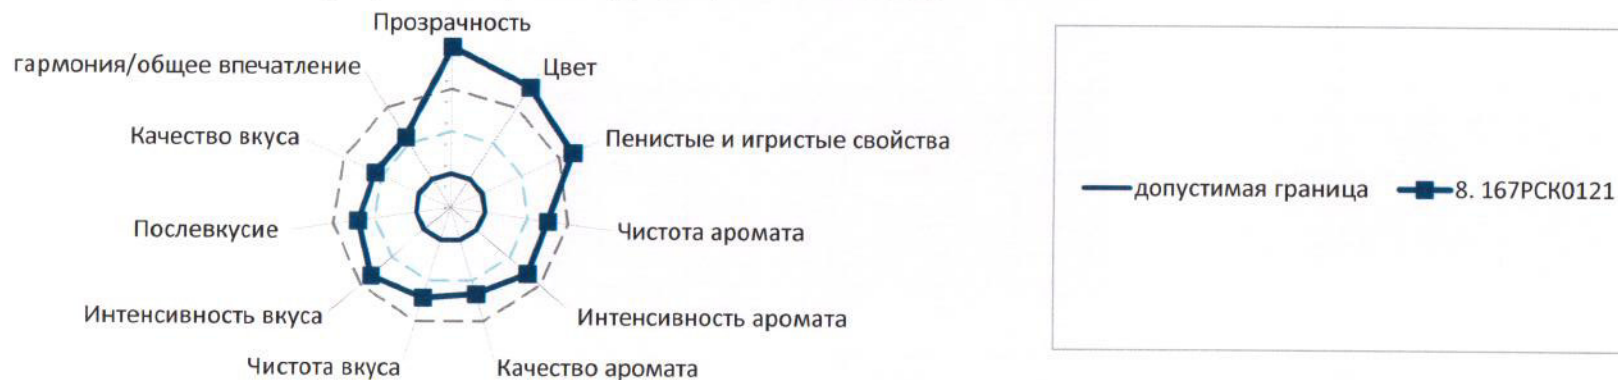 Прозрачность
гармония/общее впечатление
Цвет
Качество вкуса
Пенистые и игристые свойства
Послевкусие
Чистота аромата
Интенсивность вкуса
Интенсивность аромата
Чистота вкуса
Качество аромата
допустимая граница
8. 167РСК0121